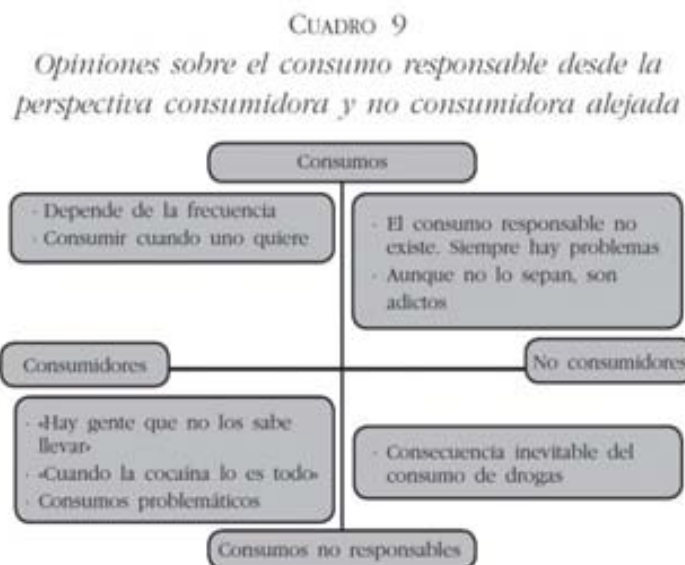 CUADRO 9
Opiniones sobre el consumo responsable desde la
perspectiva consumidora y no consumidora alejada
Consumos
· Depende de la frecuencia
· Consumir cuando uno quiere
· El consumo responsable no
existe. Siempre hay problemas
· Aunque no lo sepan, son
adictos
Consumidores
No consumidores
· «Hay gente que no los sabe
llevar»
· «Cuando la cocaína lo es todo»
· Consumos problemáticos
· Consecuencia inevitable del
consumo de drogas
Consumos no responsables